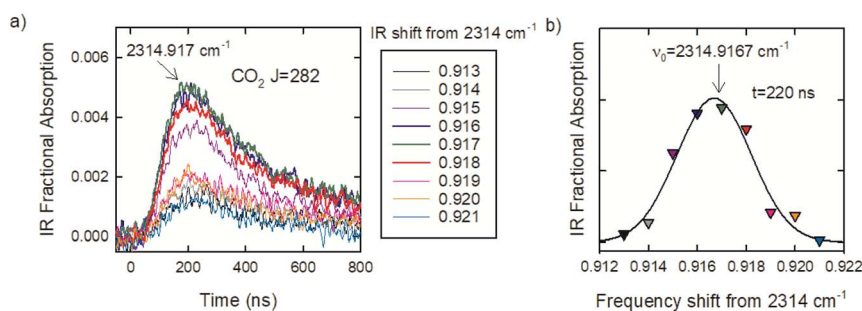 a)
IR Fractional Absorption
0.006
0.004
0.002
0.000
2314.917 cm⁻¹
CO₂ J=282
0 200 400 600 800
Time (ns)
IR shift from 2314 cm⁻¹
0.913
0.914
0.915
0.916
0.917
0.918
0.919
0.920
0.921
b)
IR Fractional Absorption
ν₀=2314.9167 cm⁻¹
t=220 ns
0.912 0.914 0.916 0.918 0.920 0.922
Frequency shift from 2314 cm⁻¹